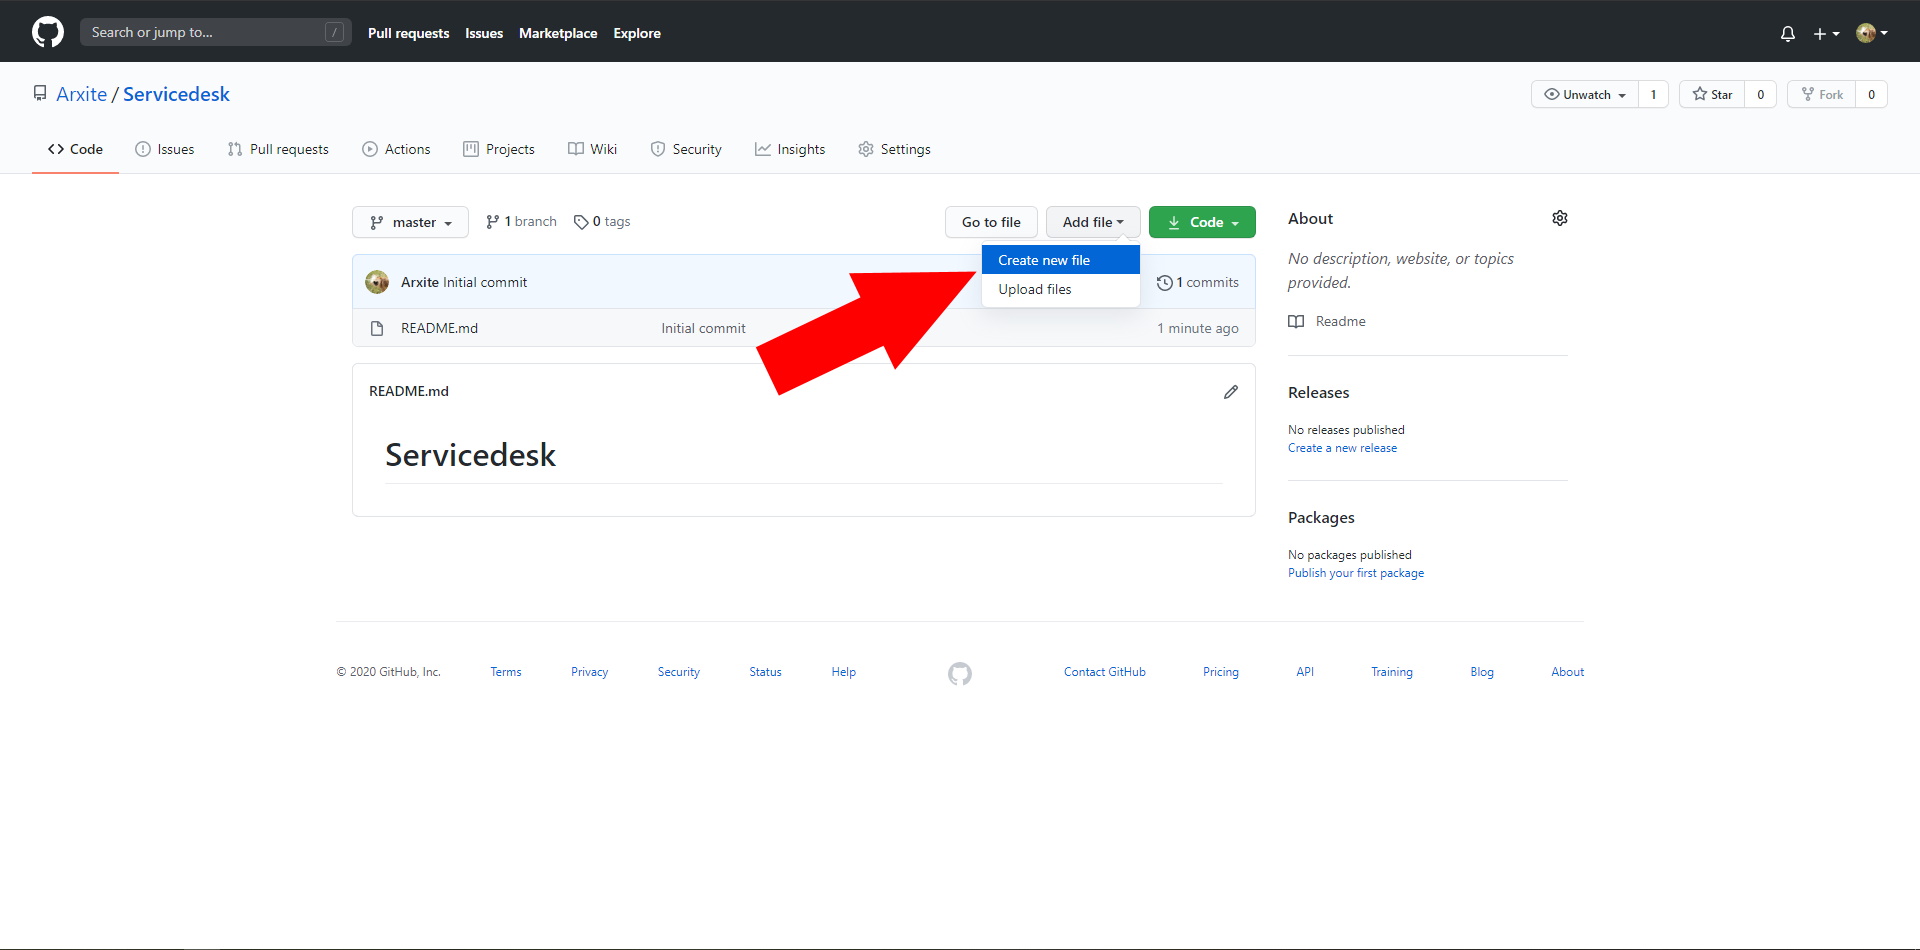 Search or jump to... /
Pull requests Issues Marketplace Explore
Arxite / Servicedesk
Unwatch 1 Star 0 Fork 0
Code Issues Pull requests Actions Projects Wiki Security Insights Settings
master 1 branch 0 tags
Go to file Add file Code
Create new file
Upload files
Arxite Initial commit 1 commits
README.md Initial commit 1 minute ago
README.md
Servicedesk
About
No description, website, or topics
provided.
Readme
Releases
No releases published
Create a new release
Packages
No packages published
Publish your first package
© 2020 GitHub, Inc. Terms Privacy Security Status Help Contact GitHub Pricing API Training Blog About